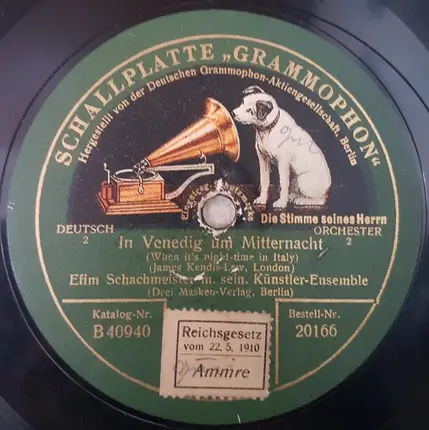 SCHALLPLATTE „GRAMMOPHON“
Hergestellt von der Deutschen Grammophon-Aktiengesellschaft, Berlin
Die Stimme seines Herrn
DEUTSCH
2
ORCHESTER
2
In Venedig um Mitternacht
(When it's night-time in Italy)
(James Kendis-Lew, London)
Efim Schachmeister m. sein. Künstler-Ensemble
(Drei Masken-Verlag, Berlin)
Katalog-Nr.
B 40940
Reichsgesetz
vom 22. 5. 1910
Ammre
Bestell-Nr.
20166